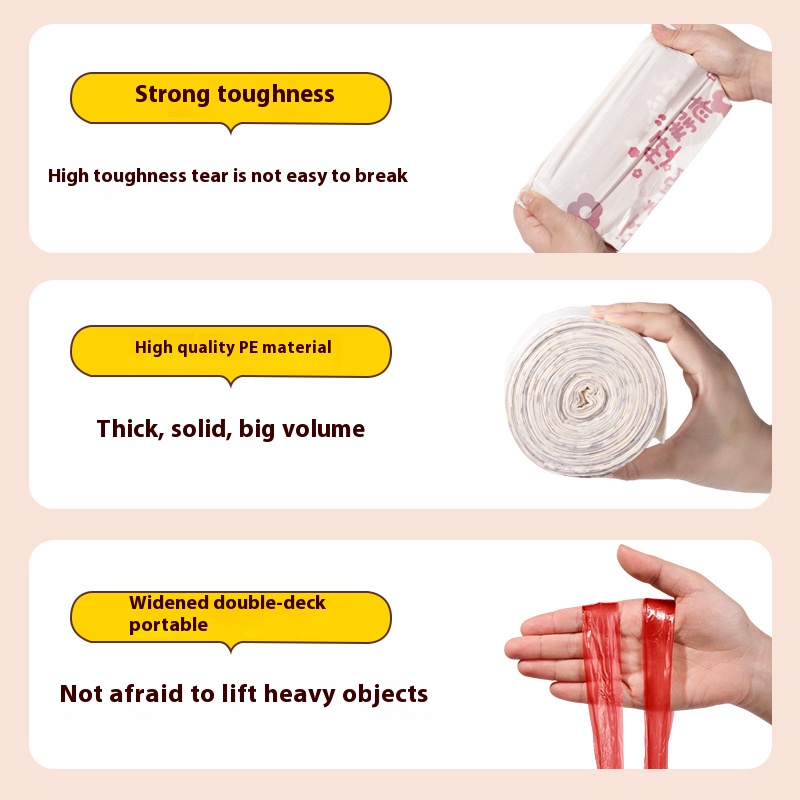 Strong toughness
High toughness tear is not easy to break
High quality PE material
Thick, solid, big volume
Widened double-deck
portable
Not afraid to lift heavy objects